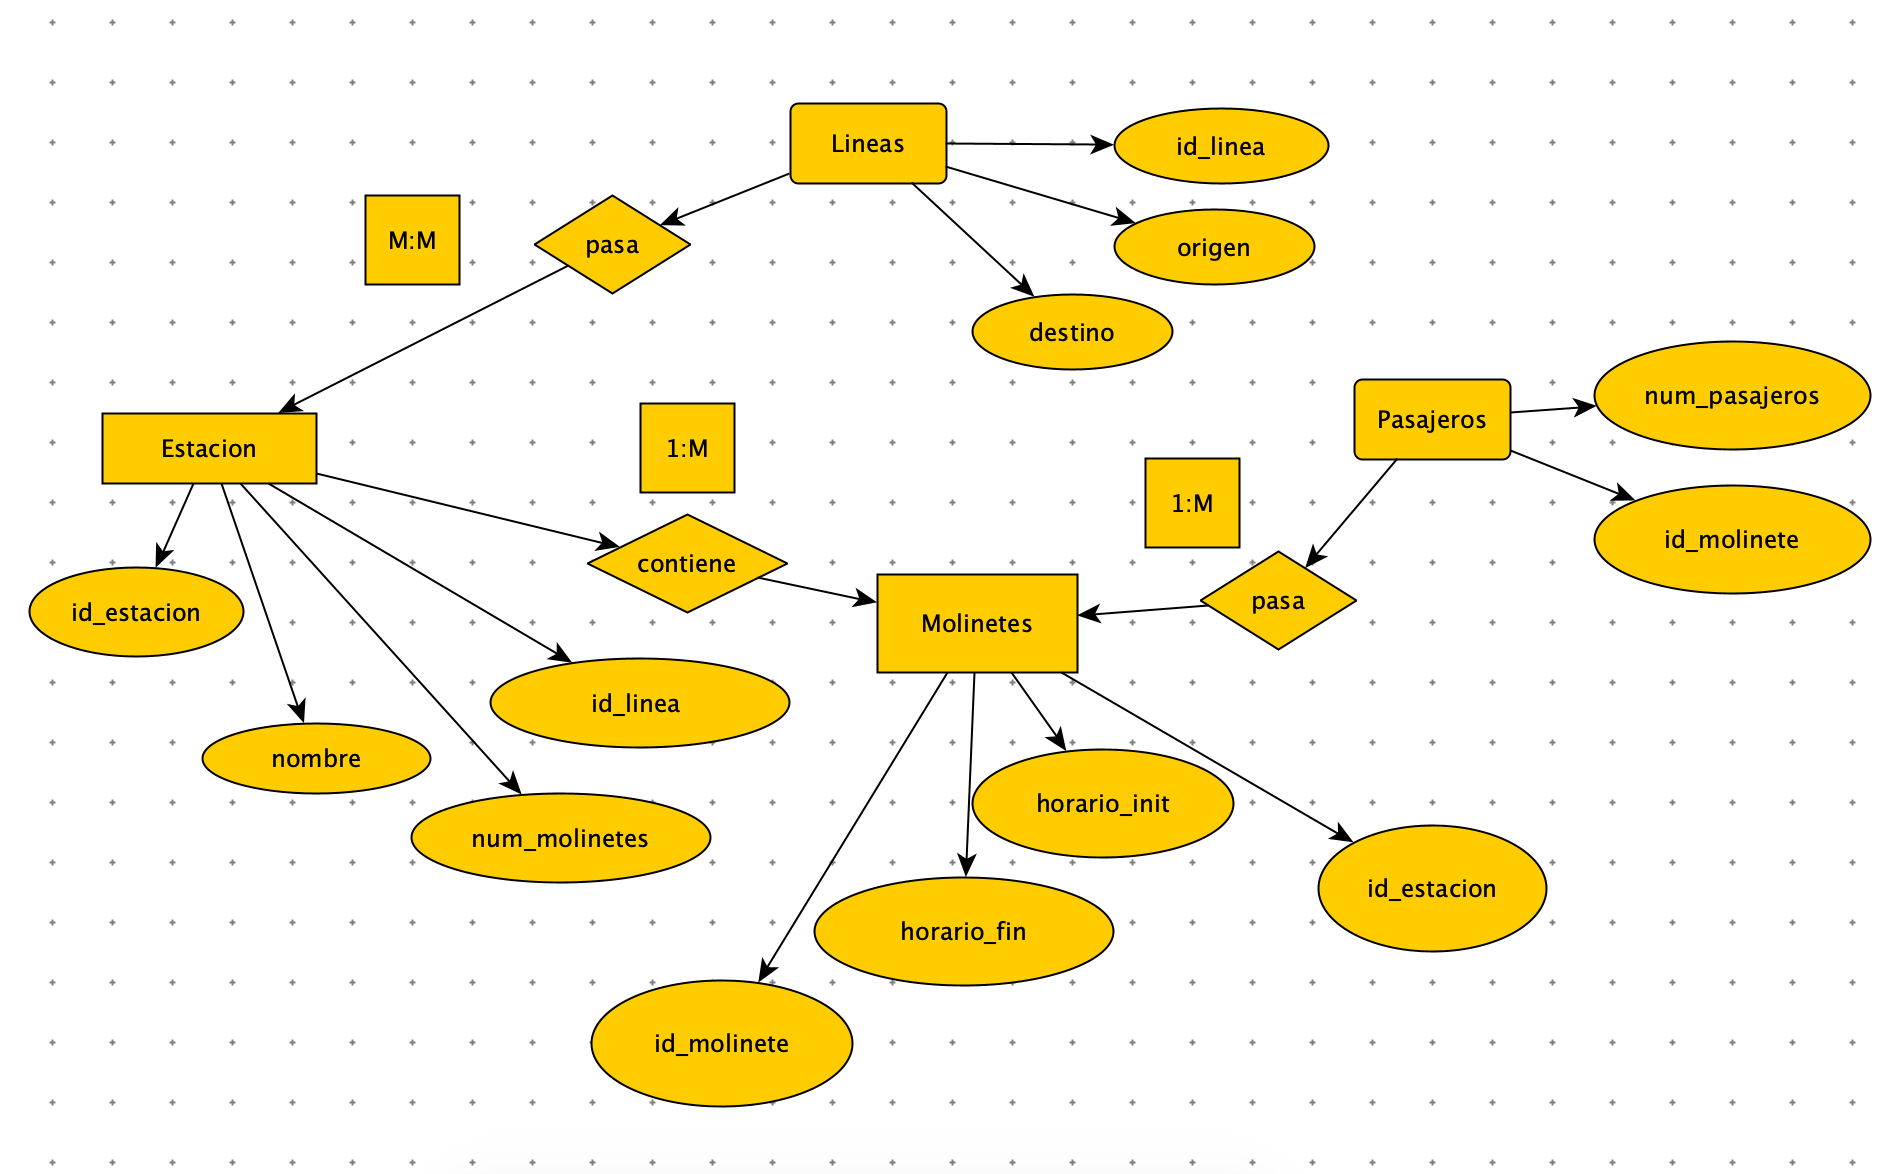 Lineas
id_linea
M:M
pasa
origen
destino
Pasajeros
num_pasajeros
Estacion
1:M
1:M
id_molinete
contiene
pasa
id_estacion
Molinetes
id_linea
nombre
horario_init
num_molinetes
id_estacion
horario_fin
id_molinete